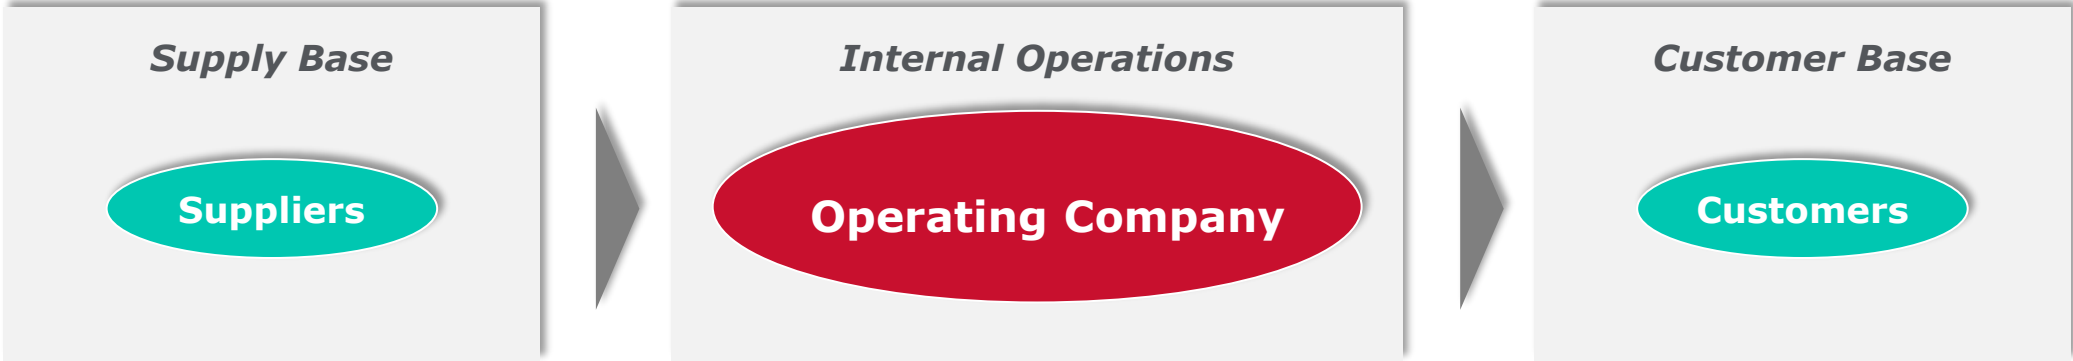 Supply Base
Suppliers
Internal Operations
Operating Company
Customer Base
Customers